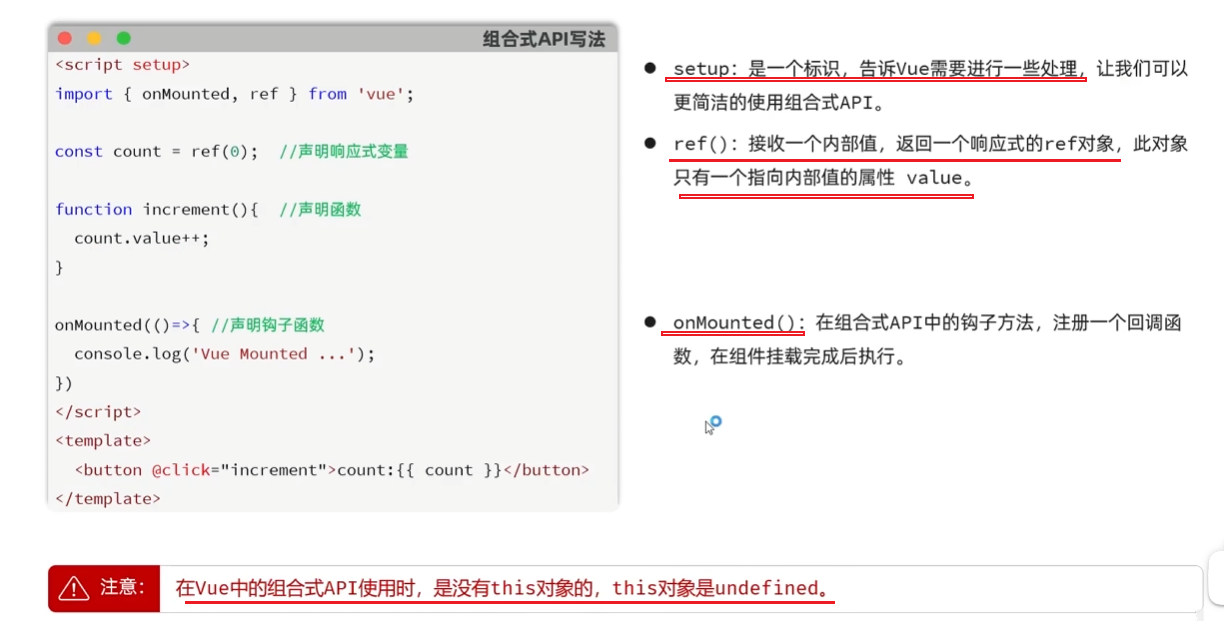 组合式API写法
<script setup>
import { onMounted, ref } from 'vue';
const count = ref(0);  //声明响应式变量
function increment(){  //声明函数
  count.value++;
}
onMounted(()=>{ //声明钩子函数
  console.log('Vue Mounted ...');
})
</script>
<template>
  <button @click="increment">count:{{ count }}</button>
</template>
● setup：是一个标识，告诉Vue需要进行一些处理，让我们可以
更简洁的使用组合式API。
● ref()：接收一个内部值，返回一个响应式的ref对象，此对象
只有一个指向内部值的属性 value。
● onMounted()：在组合式API中的钩子方法，注册一个回调函
数，在组件挂载完成后执行。
注意：
在Vue中的组合式API使用时，是没有this对象的，this对象是undefined。